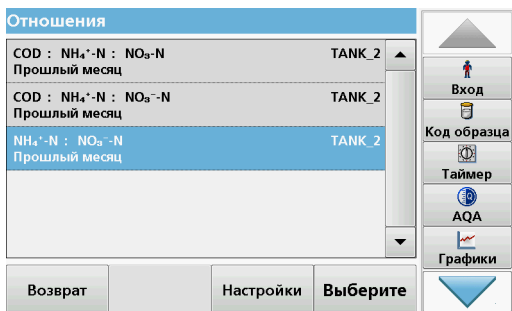 Отношения
COD : NH₄⁺-N : NO₃-N TANK_2
Прошлый месяц
COD : NH₄⁺-N : NO₃⁻-N TANK_2
Прошлый месяц
NH₄⁺-N : NO₃⁻-N TANK_2
Прошлый месяц
Вход
Код образца
Таймер
AQA
Графики
Возврат
Настройки
Выберите